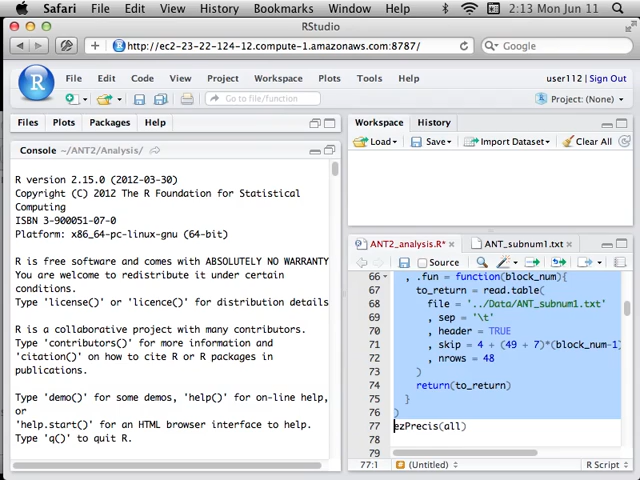 Safari File Edit View History Bookmarks Window Help 2:13 Mon Jun 11
RStudio
http://ec2-23-22-124-12.compute-1.amazonaws.com:8787/
Google
R File Edit Code View Project Workspace Plots Tools Help user112 | Sign Out
Go to file/function
Project: (None)
Files Plots Packages Help
Workspace History
Load Save Import Dataset Clear All
Console ~/ANT2/Analysis/
R version 2.15.0 (2012-03-30)
Copyright (C) 2012 The R Foundation for Statistical
Computing
ISBN 3-900051-07-0
Platform: x86_64-pc-linux-gnu (64-bit)
R is free software and comes with ABSOLUTELY NO WARRANTY
You are welcome to redistribute it under certain
conditions.
Type 'license()' or 'licence()' for distribution details
R is a collaborative project with many contributors.
Type 'contributors()' for more information and
'citation()' on how to cite R or R packages in
publications.
Type 'demo()' for some demos, 'help()' for on-line help,
or
'help.start()' for an HTML browser interface to help.
Type 'q()' to quit R.
ANT2_analysis.R* ANT_subnum1.txt
Source
66 , .fun = function(block_num){
67 to_return = read.table(
68 file = '../Data/ANT_subnum1.txt'
69 , sep = '\t'
70 , header = TRUE
71 , skip = 4 + (49 + 7)*(block_num-1
72 , nrows = 48
73 )
74 return(to_return)
75 }
76 )
77 ezPrecis(all)
78
79
77:1 (Untitled) R Script